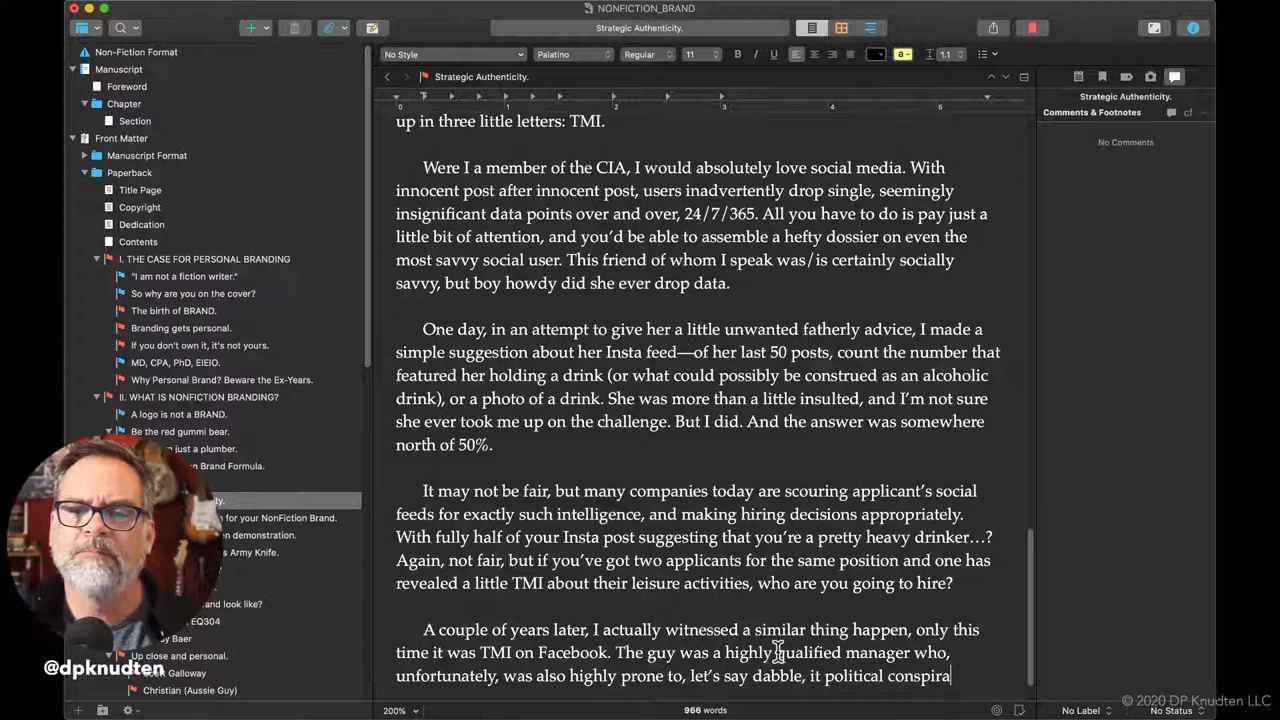 NONFICTION_BRAND
Strategic Authenticity.
No Style
Palatino
Regular
11
B I U
a
1.1
Non-Fiction Format
Manuscript
Foreword
Chapter
Section
Front Matter
Manuscript Format
Paperback
Title Page
Copyright
Dedication
Contents
I. THE CASE FOR PERSONAL BRANDING
"I am not a fiction writer."
So why are you on the cover?
The birth of BRAND.
Branding gets personal.
If you don't own it, it's not yours.
MD, CPA, PhD, EIEIO.
Why Personal Brand? Beware the Ex-Years.
II. WHAT IS NONFICTION BRANDING?
A logo is not a BRAND.
Be the red gummi bear.
just a plumber.
Brand Formula.
for your NonFiction Brand.
demonstration.
Army Knife.
and look like?
EQ304
Baer
Up close and personal.
Galloway
Christian (Aussie Guy)
Strategic Authenticity.
0 1 2 3 4 5
up in three little letters: TMI.
Were I a member of the CIA, I would absolutely love social media. With
innocent post after innocent post, users inadvertently drop single, seemingly
insignificant data points over and over, 24/7/365. All you have to do is pay just a
little bit of attention, and you’d be able to assemble a hefty dossier on even the
most savvy social user. This friend of whom I speak was/is certainly socially
savvy, but boy howdy did she ever drop data.
One day, in an attempt to give her a little unwanted fatherly advice, I made a
simple suggestion about her Insta feed—of her last 50 posts, count the number that
featured her holding a drink (or what could possibly be construed as an alcoholic
drink), or a photo of a drink. She was more than a little insulted, and I’m not sure
she ever took me up on the challenge. But I did. And the answer was somewhere
north of 50%.
It may not be fair, but many companies today are scouring applicant’s social
feeds for exactly such intelligence, and making hiring decisions appropriately.
With fully half of your Insta post suggesting that you’re a pretty heavy drinker…?
Again, not fair, but if you’ve got two applicants for the same position and one has
revealed a little TMI about their leisure activities, who are you going to hire?
A couple of years later, I actually witnessed a similar thing happen, only this
time it was TMI on Facebook. The guy was a highly qualified manager who,
unfortunately, was also highly prone to, let’s say dabble, it political conspira
200%
966 words
Strategic Authenticity.
Comments & Footnotes
No Comments
No Label
No Status
@dpknudten
© 2020 DP Knudten LLC